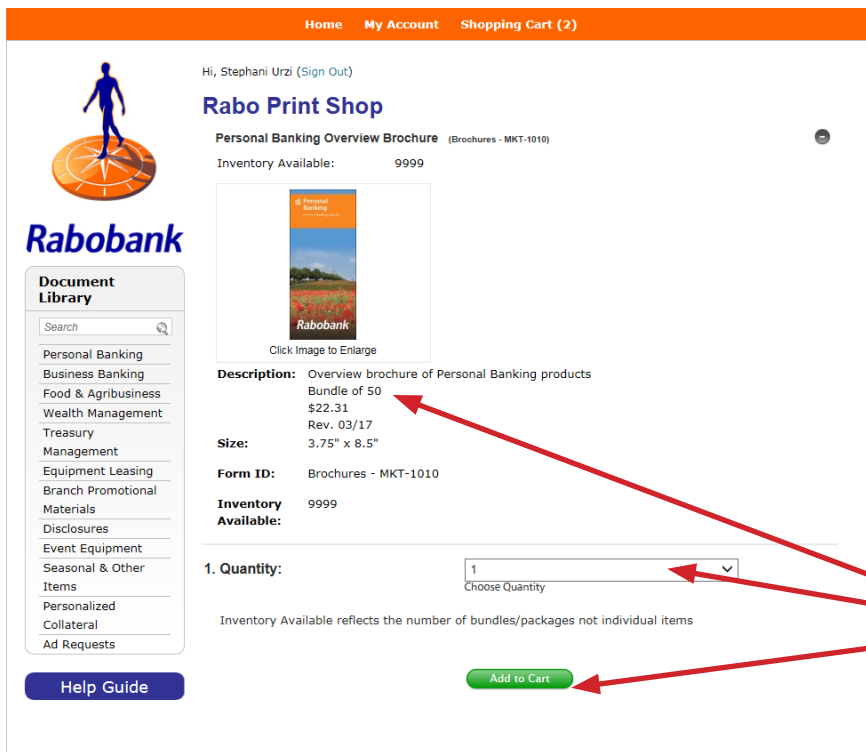 Home My Account Shopping Cart (2)
Hi, Stephani Urzi (Sign Out)
Rabo Print Shop
Personal Banking Overview Brochure (Brochures - MKT-1010)
Inventory Available: 9999
Personal
Banking
Rabobank
Click Image to Enlarge
Description: Overview brochure of Personal Banking products
Bundle of 50
$22.31
Rev. 03/17
Size: 3.75" x 8.5"
Form ID: Brochures - MKT-1010
Inventory 9999
Available:
1. Quantity: 1
Choose Quantity
Inventory Available reflects the number of bundles/packages not individual items
Add to Cart
Rabobank
Document
Library
Search
Personal Banking
Business Banking
Food & Agribusiness
Wealth Management
Treasury
Management
Equipment Leasing
Branch Promotional
Materials
Disclosures
Event Equipment
Seasonal & Other
Items
Personalized
Collateral
Ad Requests
Help Guide